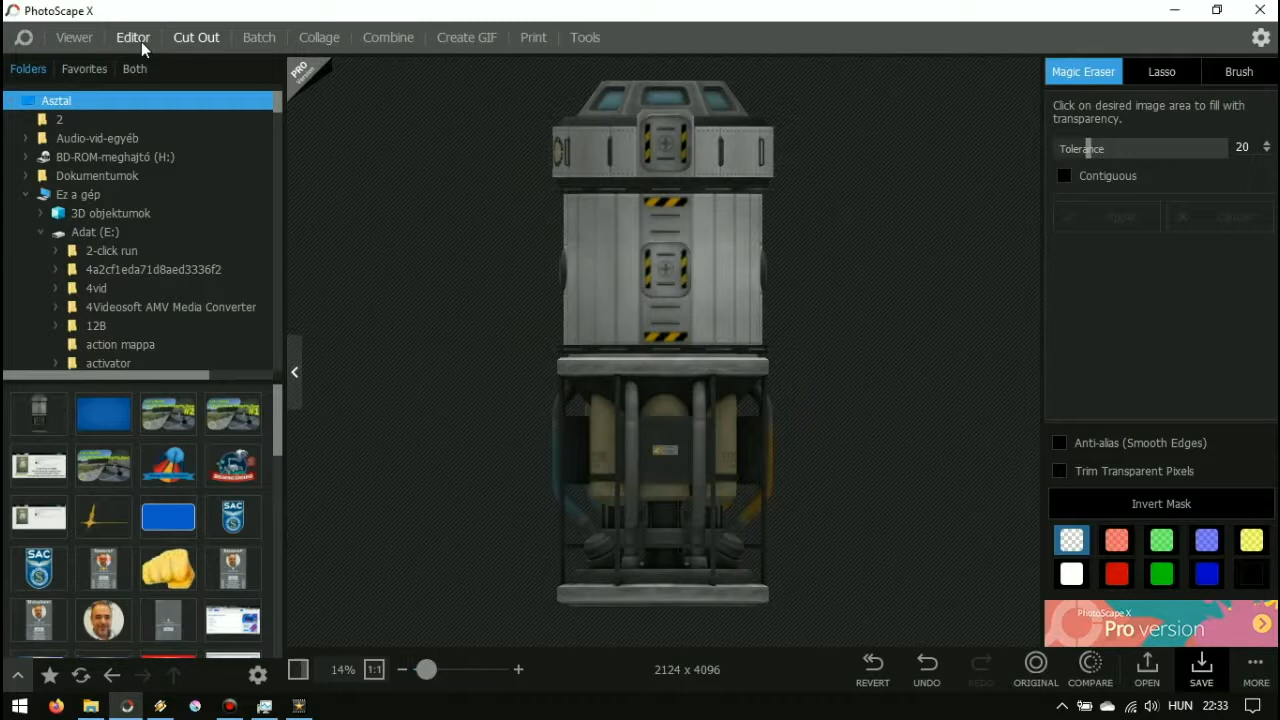 PhotoScape X
Viewer Editor Cut Out Batch Collage Combine Create GIF Print Tools
Folders Favorites Both
PRO
Version
Magic Eraser Lasso Brush
Asztal
2
Audio-vid-egyéb
BD-ROM-meghajtó (H:)
Dokumentumok
Ez a gép
3D objektumok
Adat (E:)
2-click run
4a2cf1eda71d8aed3336f2
4vid
4Videosoft AMV Media Converter
12B
action mappa
activator
Click on desired image area to fill with
transparency.
Tolerance 20
Contiguous
Cancel
Anti-alias (Smooth Edges)
Trim Transparent Pixels
Invert Mask
SAC
SAC
PhotoScape X
Pro version
14% 1:1
2124 x 4096
REVERT UNDO REDO ORIGINAL COMPARE OPEN SAVE MORE
HUN 22:33